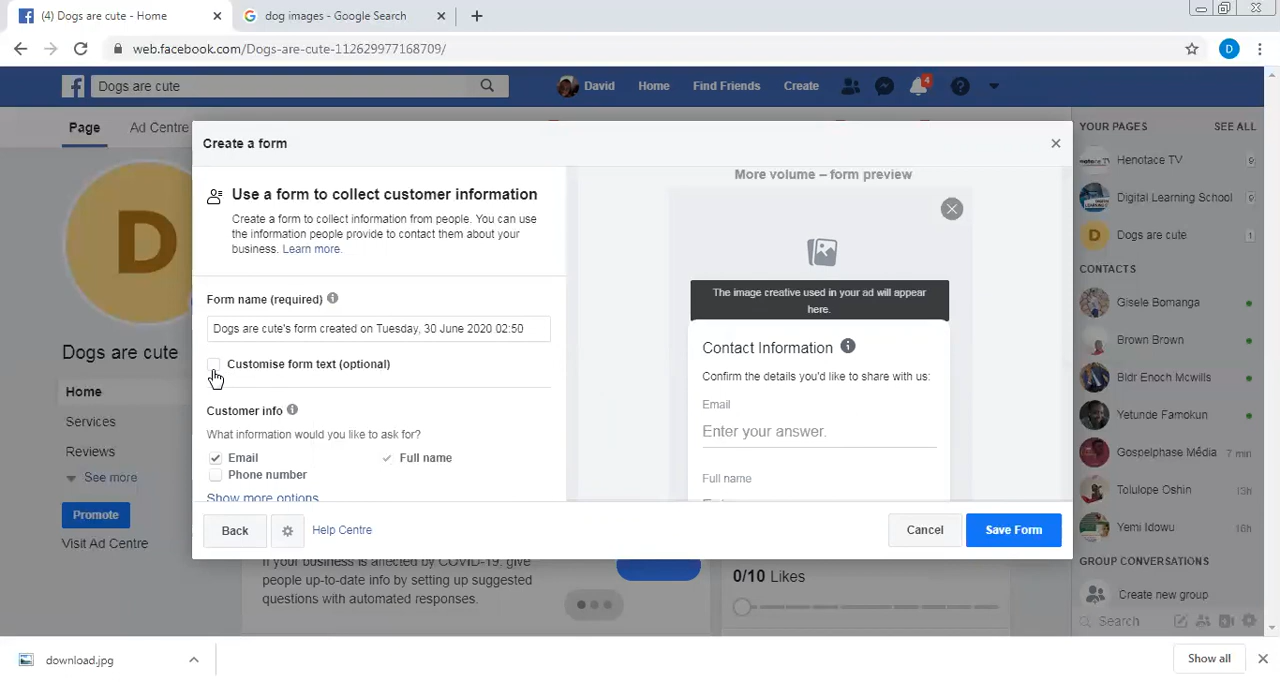 (4) Dogs are cute - Home
dog images - Google Search
web.facebook.com/Dogs-are-cute-112629977168709/
D
Dogs are cute
David
Home
Find Friends
Create
4
Page
Ad Centre
D
Dogs are cute
Home
Services
Reviews
See more
Promote
Visit Ad Centre
Create a form
Use a form to collect customer information
Create a form to collect information from people. You can use
the information people provide to contact them about your
business. Learn more.
Form name (required)
Dogs are cute's form created on Tuesday, 30 June 2020 02:50
Customise form text (optional)
Customer info
What information would you like to ask for?
Email
Full name
Phone number
Show more options
More volume – form preview
The image creative used in your ad will appear
here.
Contact Information
Confirm the details you'd like to share with us:
Email
Enter your answer.
Full name
Back
Help Centre
Cancel
Save Form
If your business is affected by COVID-19: give
people up-to-date info by setting up suggested
questions with automated responses.
0/10 Likes
YOUR PAGES
SEE ALL
Henotace TV
9
Digital Learning School
9
D
Dogs are cute
1
CONTACTS
Gisele Bomanga
Brown Brown
Bldr Enoch Mcwills
Yetunde Famokun
Gospelphase Média
7 min
Tolulope Oshin
13h
Yemi Idowu
16h
GROUP CONVERSATIONS
Create new group
Search
download.jpg
Show all